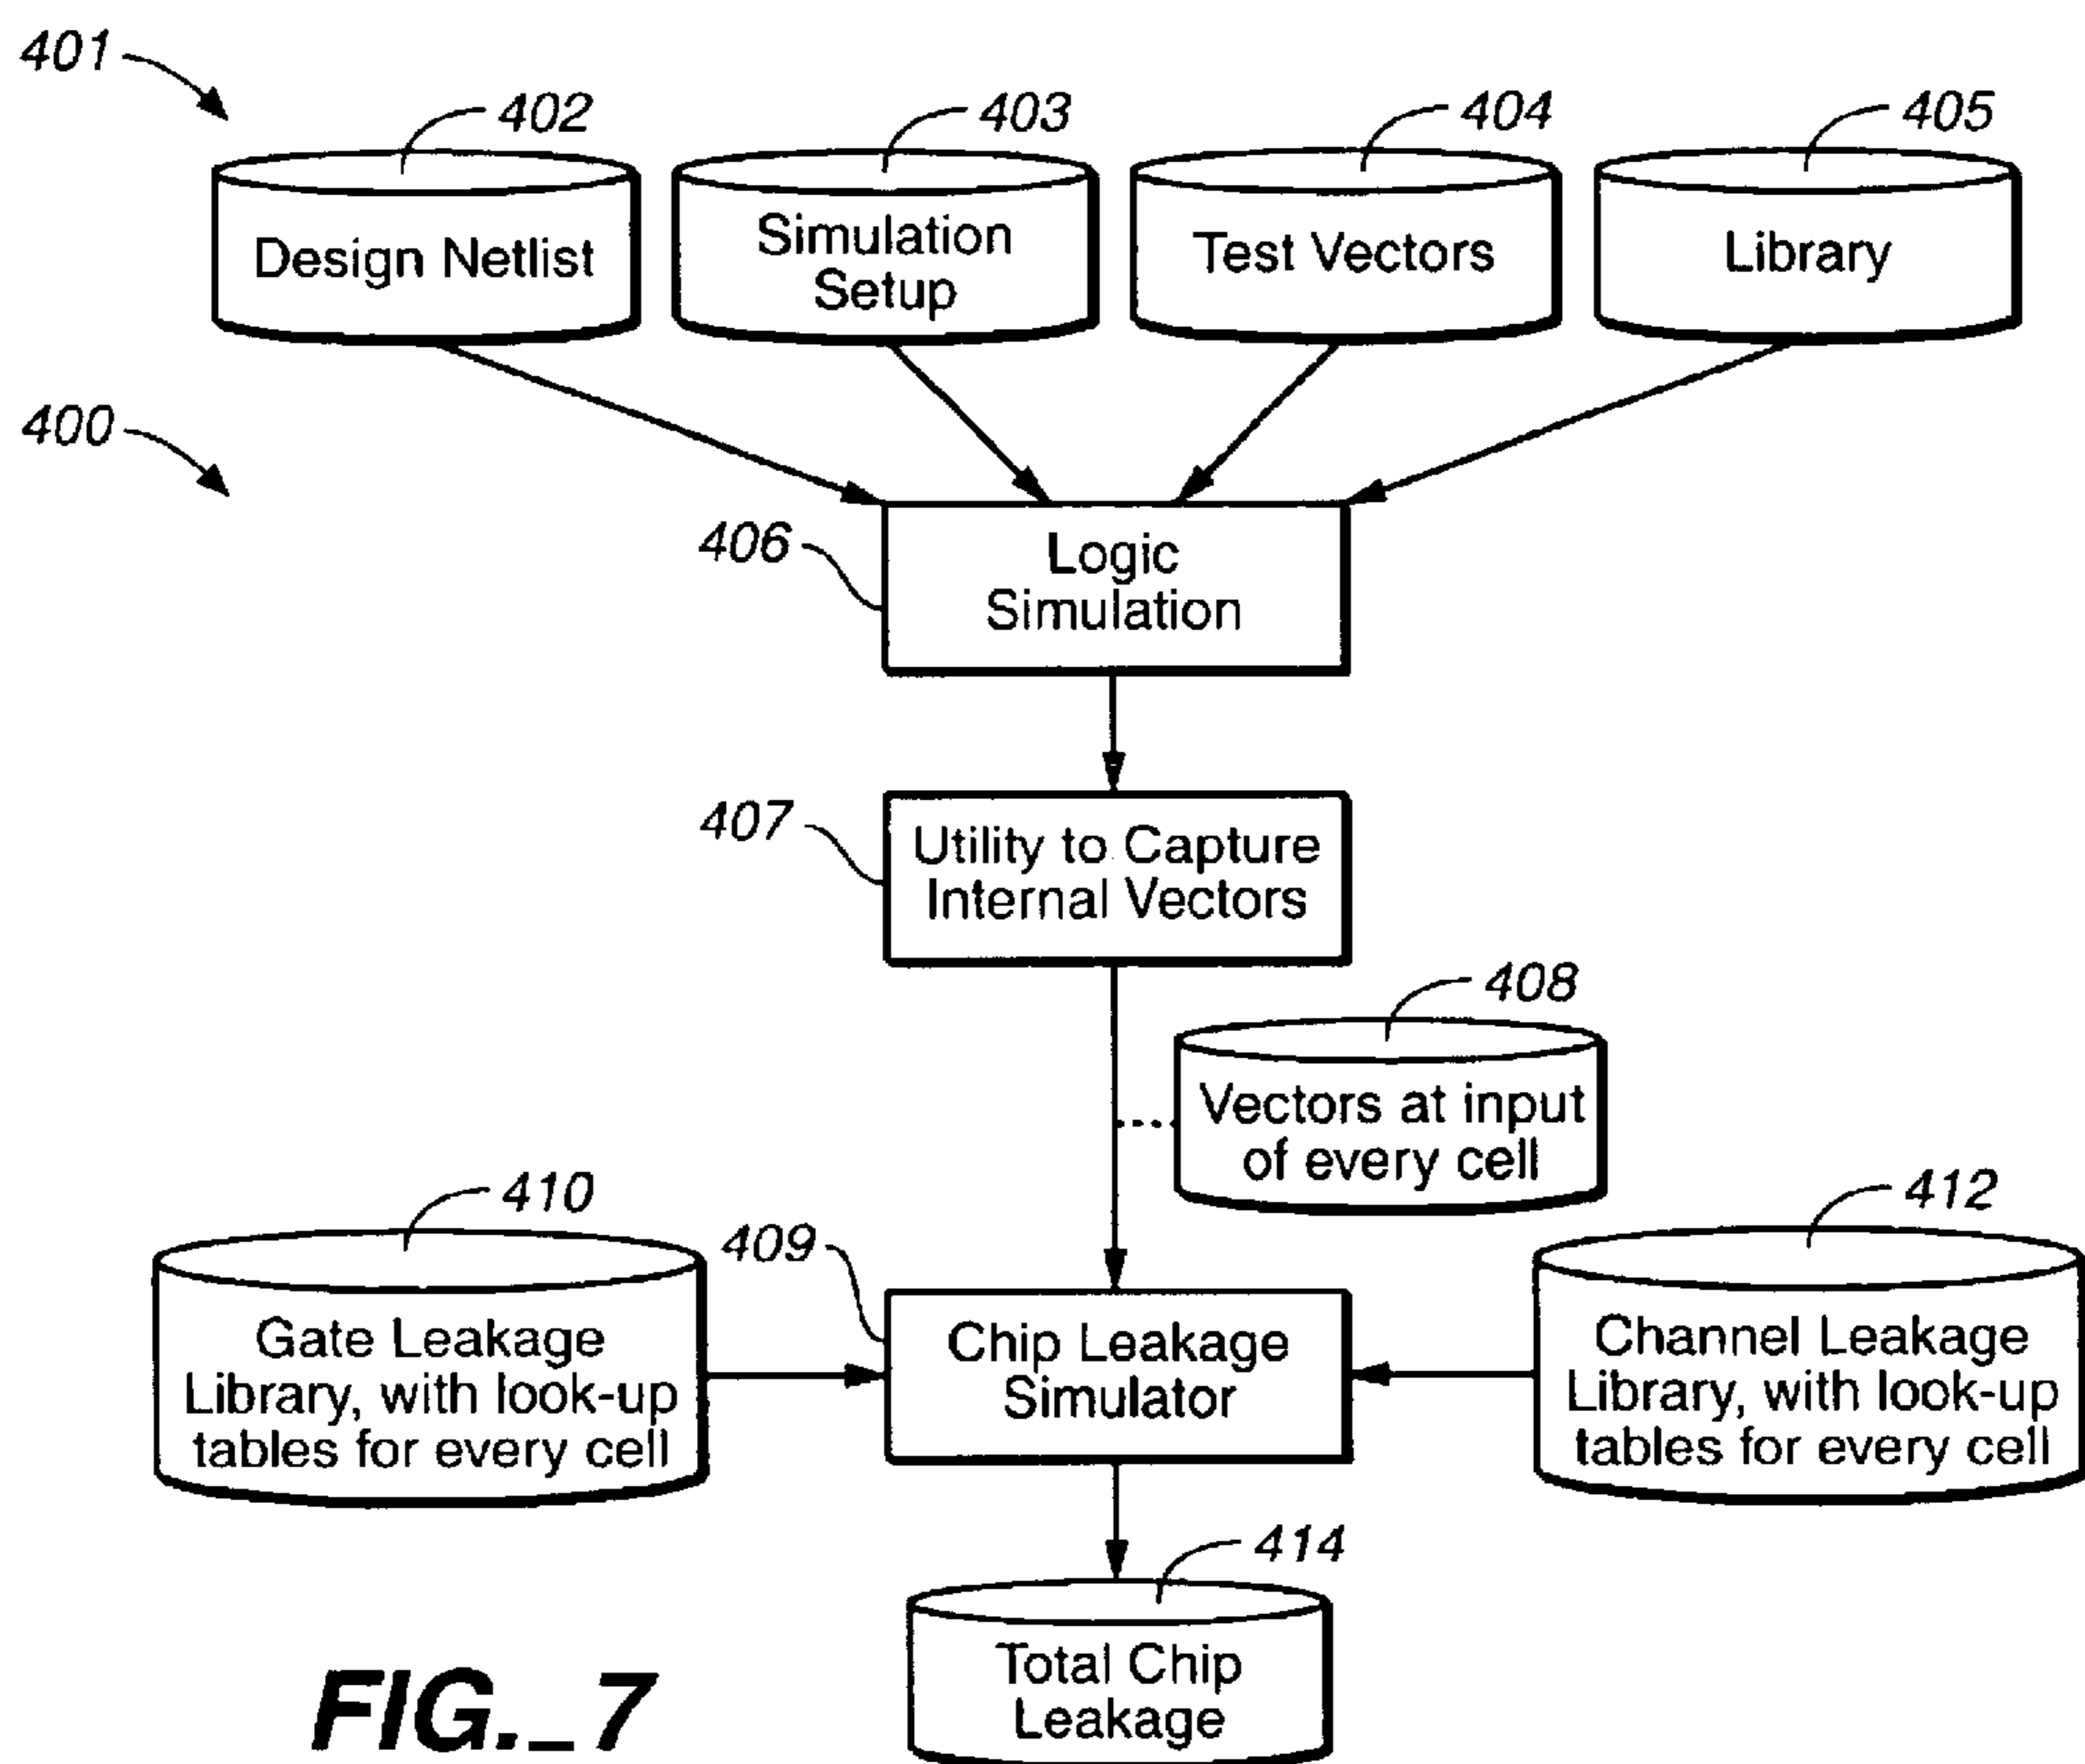 401
402
403
404
405
Design Netlist
Simulation
Setup
Test Vectors
Library
400
406
Logic
Simulation
407
Utility to Capture
Internal Vectors
408
Vectors at input
of every cell
410
409
412
Gate Leakage
Library, with look-up
tables for every cell
Chip Leakage
Simulator
Channel Leakage
Library, with look-up
tables for every cell
414
Total Chip
Leakage
FIG._7